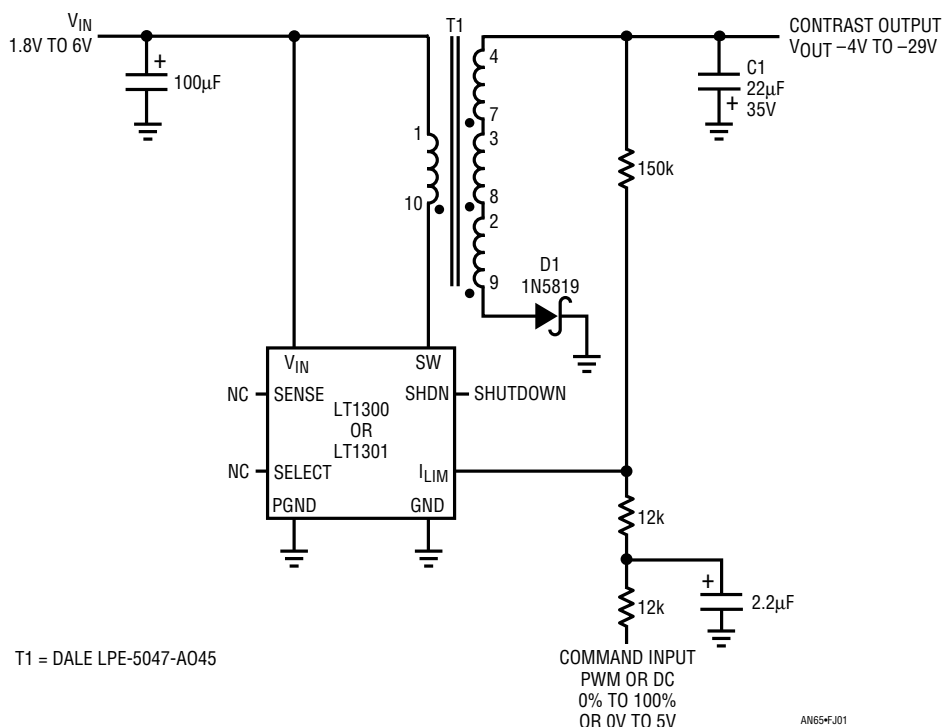 VIN
1.8V TO 6V
+
100µF
T1
1
10
4
7
3
8
2
9
CONTRAST OUTPUT
VOUT –4V TO –29V
C1
22µF
+
35V
150k
D1
1N5819
VIN
SW
NC
SENSE
SHDN
SHUTDOWN
LT1300
OR
LT1301
NC
SELECT
ILIM
PGND
GND
12k
+
2.2µF
12k
T1 = DALE LPE-5047-AO45
COMMAND INPUT
PWM OR DC
0% TO 100%
OR 0V TO 5V
AN65•FJ01